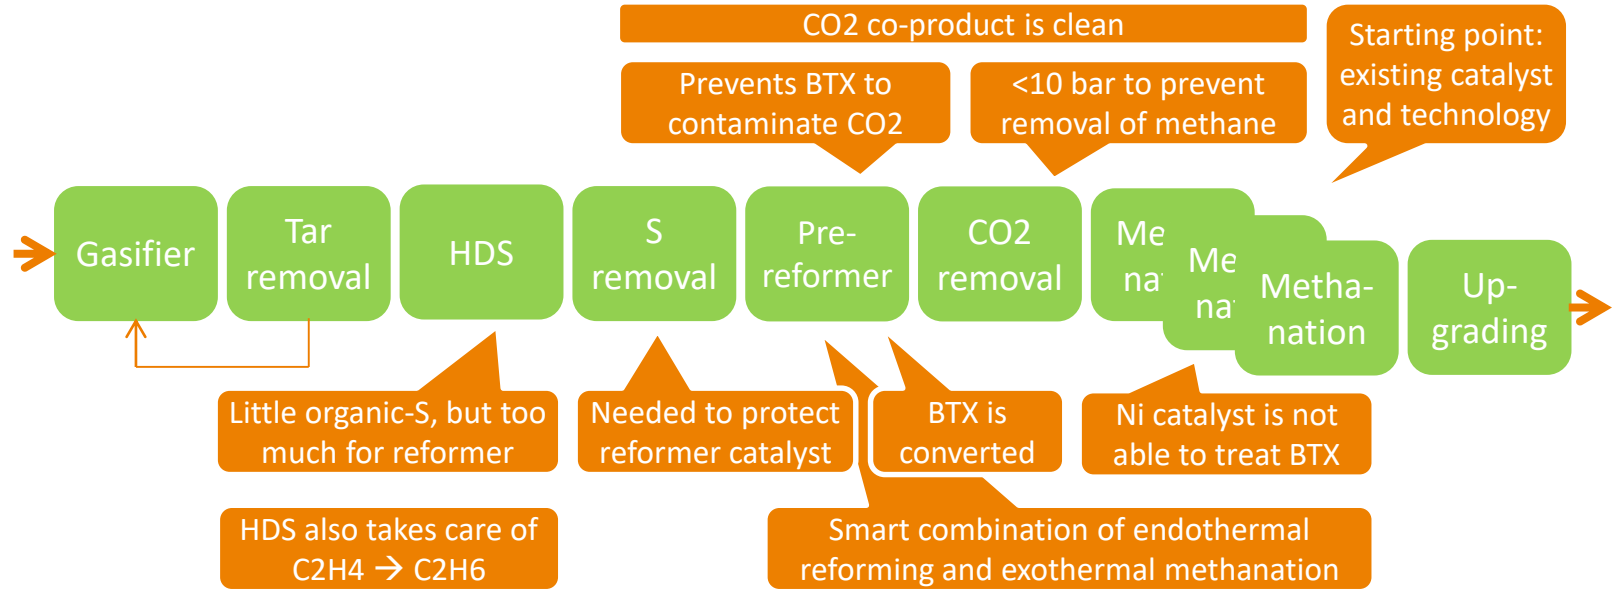 CO2 co-product is clean
Starting point:
existing catalyst
and technology
Prevents BTX to
contaminate CO2
<10 bar to prevent
removal of methane
Gasifier
Tar
removal
HDS
S
removal
Pre-
reformer
CO2
removal
Me
na
Me
na
Metha-
nation
Up-
grading
Little organic-S, but too
much for reformer
Needed to protect
reformer catalyst
BTX is
converted
Ni catalyst is not
able to treat BTX
HDS also takes care of
C2H4 → C2H6
Smart combination of endothermal
reforming and exothermal methanation